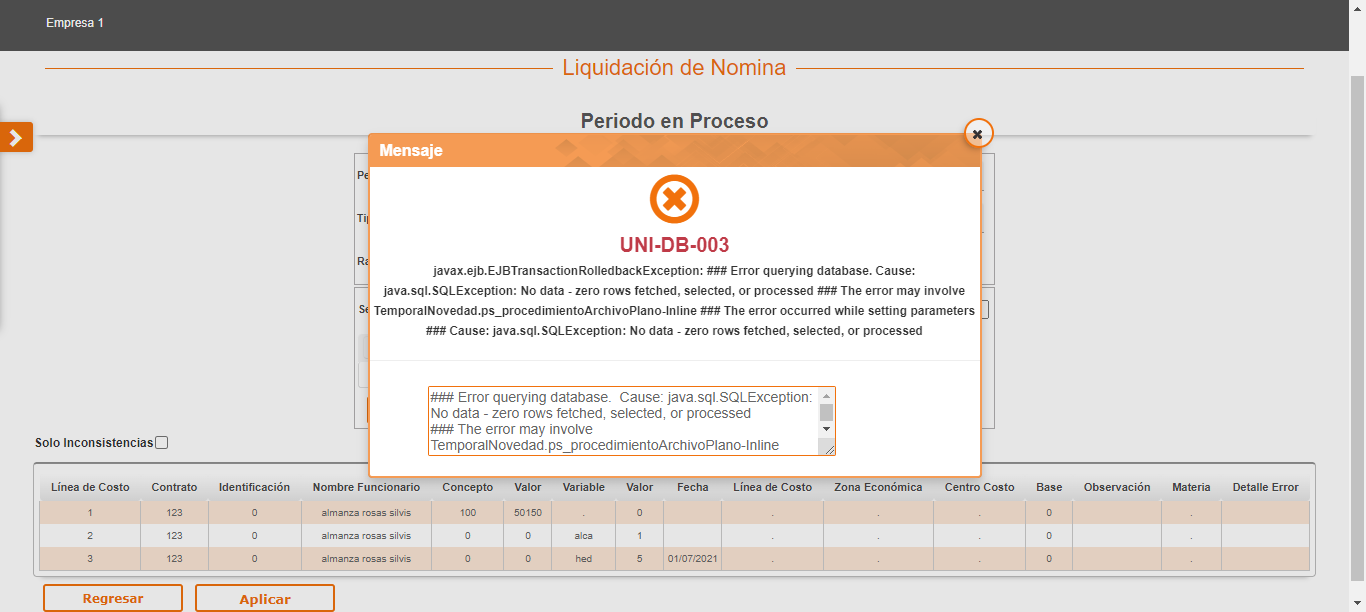 Empresa 1
Liquidación de Nomina
Periodo en Proceso
Mensaje
UNI-DB-003
javax.ejb.EJBTransactionRolledbackException: ### Error querying database. Cause:
java.sql.SQLException: No data - zero rows fetched, selected, or processed ### The error may involve
TemporalNovedad.ps_procedimientoArchivoPlano-Inline ### The error occurred while setting parameters
### Cause: java.sql.SQLException: No data - zero rows fetched, selected, or processed
### Error querying database.  Cause: java.sql.SQLException:
No data - zero rows fetched, selected, or processed
### The error may involve
TemporalNovedad.ps_procedimientoArchivoPlano-Inline
Solo Inconsistencias
Línea de Costo Contrato Identificación Nombre Funcionario Concepto Valor Variable Valor Fecha Línea de Costo Zona Económica Centro Costo Base Observación Materia Detalle Error
1 123 0 almanza rosas silvis 100 50150 . 0 . . . 0 .
2 123 0 almanza rosas silvis 0 0 alca 1 . . . 0 .
3 123 0 almanza rosas silvis 0 0 hed 5 01/07/2021 . . . 0 .
Regresar Aplicar